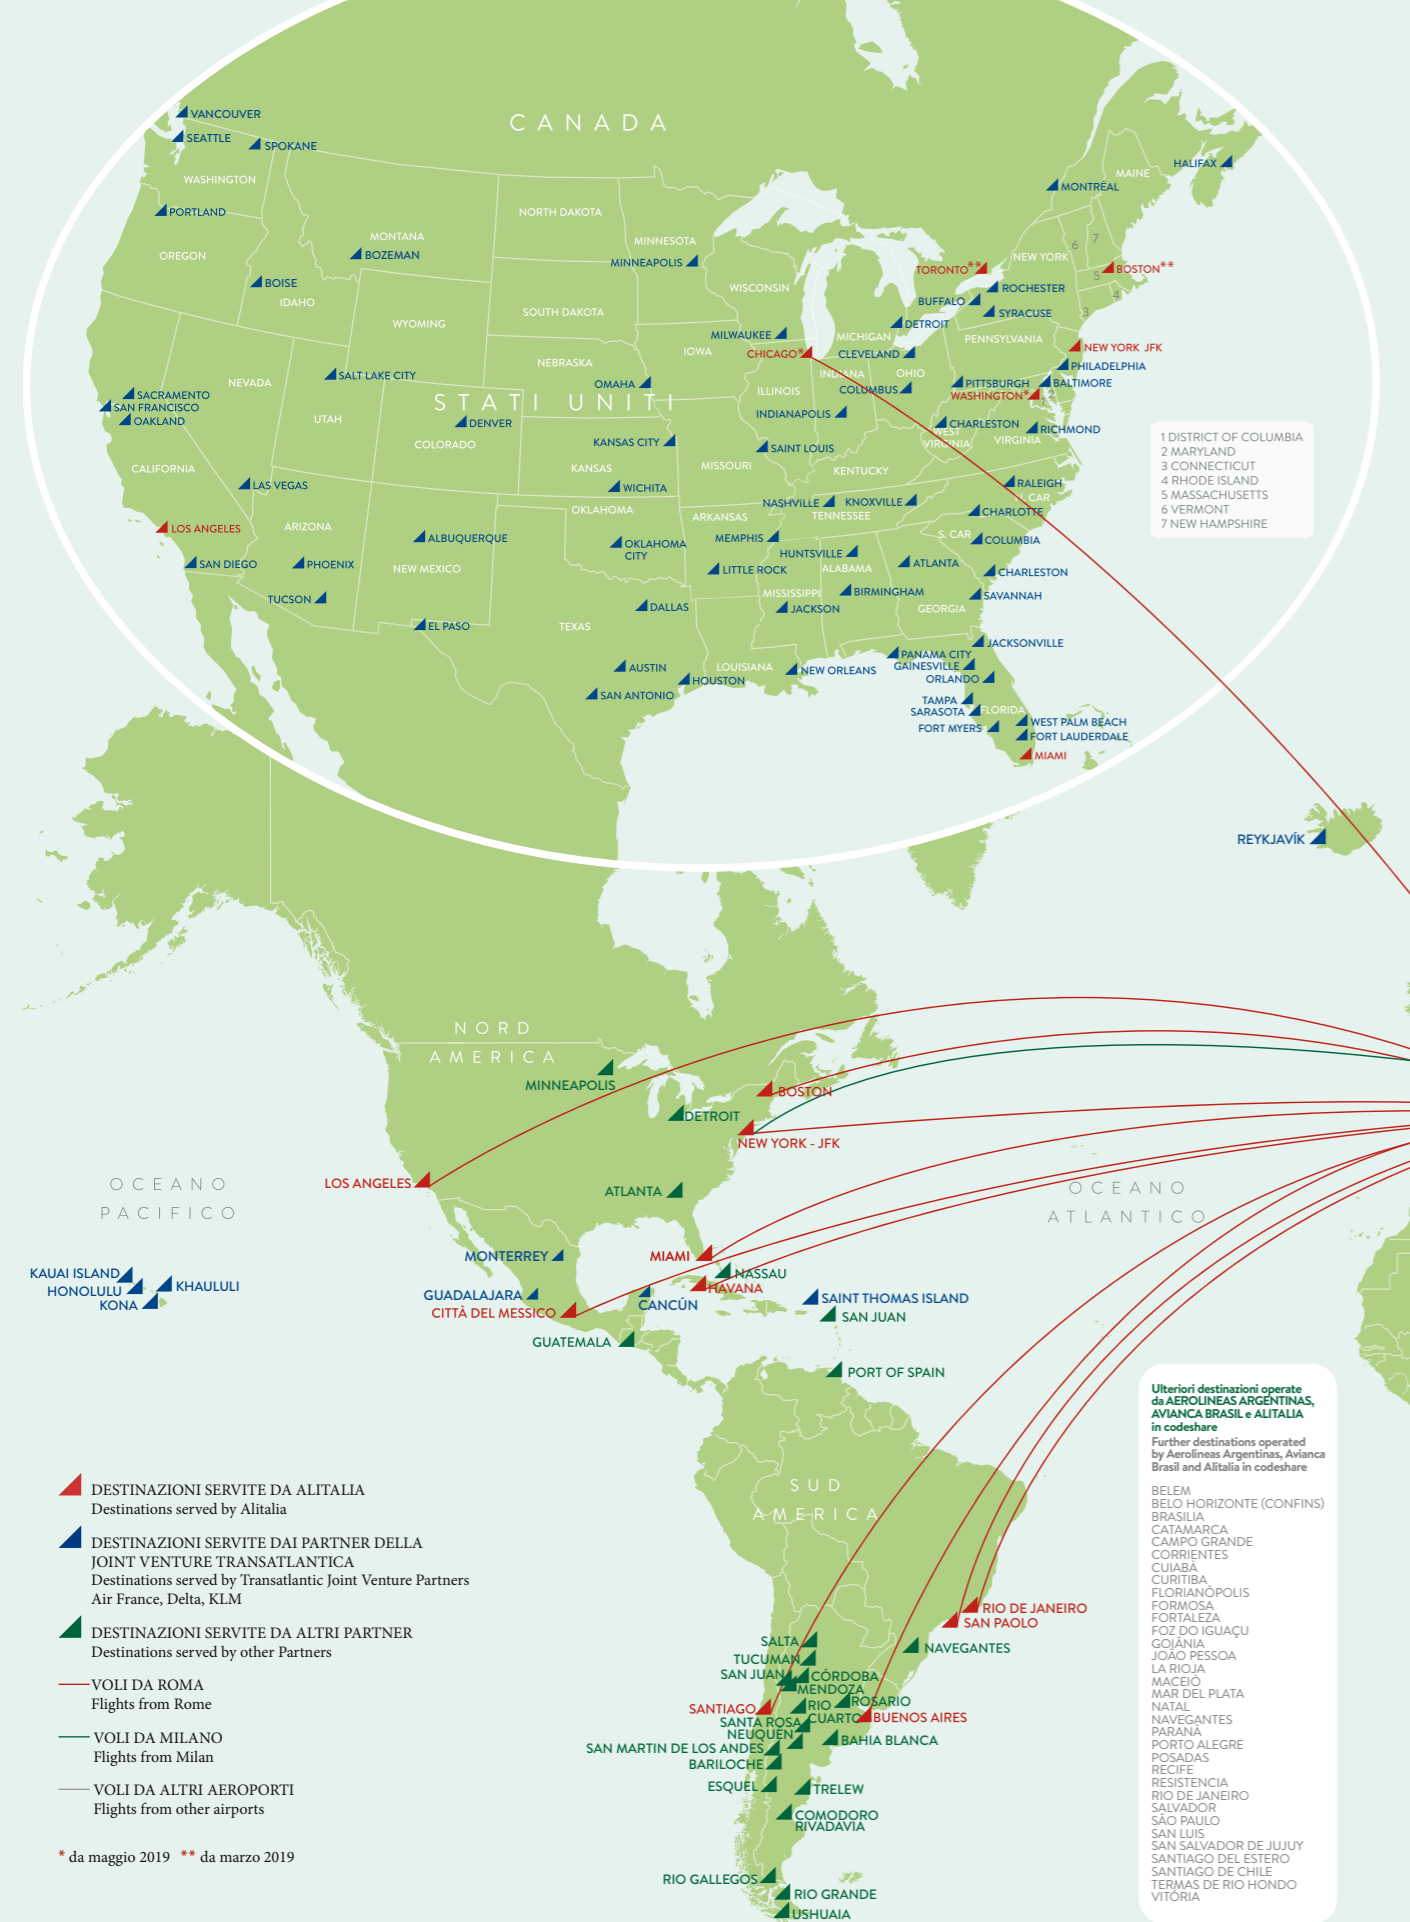 CANADA
VANCOUVER
SEATTLE
SPOKANE
WASHINGTON
PORTLAND
OREGON
MONTANA
BOZEMAN
BOISE
IDAHO
NORTH DAKOTA
MINNESOTA
MINNEAPOLIS
WISCONSIN
SOUTH DAKOTA
WYOMING
HALIFAX
MAINE
MONTRÉAL
6
7
NEW YORK
TORONTO**
BOSTON**
5
4
3
ROCHESTER
BUFFALO
SYRACUSE
DETROIT
MILWAUKEE
MICHIGAN
PENNSYLVANIA
CHICAGO*
CLEVELAND
NEW YORK JFK
IOWA
NEBRASKA
INDIANA
OHIO
PHILADELPHIA
SALT LAKE CITY
NEVADA
OMAHA
ILLINOIS
COLUMBUS
PITTSBURGH
BALTIMORE
WASHINGTON*
2
SACRAMENTO
SAN FRANCISCO
OAKLAND
STATI UNITI
UTAH
DENVER
INDIANAPOLIS
CHARLESTON
RICHMOND
WEST
VIRGINIA
VIRGINIA
COLORADO
KANSAS CITY
SAINT LOUIS
CALIFORNIA
KANSAS
MISSOURI
KENTUCKY
1 DISTRICT OF COLUMBIA
2 MARYLAND
3 CONNECTICUT
4 RHODE ISLAND
5 MASSACHUSETTS
6 VERMONT
7 NEW HAMPSHIRE
LAS VEGAS
WICHITA
RALEIGH
N. CAR
NASHVILLE
KNOXVILLE
OKLAHOMA
ARKANSAS
TENNESSEE
CHARLOTTE
LOS ANGELES
ARIZONA
ALBUQUERQUE
OKLAHOMA
CITY
MEMPHIS
S. CAR
COLUMBIA
HUNTSVILLE
SAN DIEGO
PHOENIX
NEW MEXICO
LITTLE ROCK
ALABAMA
ATLANTA
CHARLESTON
TUCSON
MISSISSIPPI
BIRMINGHAM
SAVANNAH
DALLAS
JACKSON
GEORGIA
EL PASO
TEXAS
JACKSONVILLE
PANAMA CITY
AUSTIN
LOUISIANA
NEW ORLEANS
GAINESVILLE
HOUSTON
ORLANDO
SAN ANTONIO
TAMPA
SARASOTA
FLORIDA
FORT MYERS
WEST PALM BEACH
FORT LAUDERDALE
MIAMI
REYKJAVÍK
NORD
AMERICA
MINNEAPOLIS
BOSTON
DETROIT
NEW YORK - JFK
LOS ANGELES
ATLANTA
OCEANO
PACIFICO
OCEANO
ATLANTICO
MONTERREY
MIAMI
NASSAU
HAVANA
KAUAI ISLAND
HONOLULU
KHAULULI
KONA
GUADALAJARA
CANCÚN
CITTÀ DEL MESSICO
SAINT THOMAS ISLAND
SAN JUAN
GUATEMALA
PORT OF SPAIN
SUD
AMERICA
RIO DE JANEIRO
SAN PAOLO
NAVEGANTES
SALTA
TUCUMAN
SAN JUAN
CÓRDOBA
MENDOZA
SANTIAGO
RIO
CUARTO
ROSARIO
BUENOS AIRES
SANTA ROSA
NEUQUÉN
BAHIA BLANCA
SAN MARTIN DE LOS ANDES
BARILOCHE
ESQUEL
TRELEW
COMODORO
RIVADAVIA
RIO GALLEGOS
RIO GRANDE
USHUAIA
DESTINAZIONI SERVITE DA ALITALIA
Destinations served by Alitalia
DESTINAZIONI SERVITE DAI PARTNER DELLA
JOINT VENTURE TRANSATLANTICA
Destinations served by Transatlantic Joint Venture Partners
Air France, Delta, KLM
DESTINAZIONI SERVITE DA ALTRI PARTNER
Destinations served by other Partners
VOLI DA ROMA
Flights from Rome
VOLI DA MILANO
Flights from Milan
VOLI DA ALTRI AEROPORTI
Flights from other airports
* da maggio 2019 ** da marzo 2019
Ulteriori destinazioni operate
da AEROLINEAS ARGENTINAS,
AVIANCA BRASIL e ALITALIA
in codeshare
Further destinations operated
by Aerolineas Argentinas, Avianca
Brasil and Alitalia in codeshare
BELEM
BELO HORIZONTE (CONFINS)
BRASILIA
CATAMARCA
CAMPO GRANDE
CORRIENTES
CUIABÁ
CURITIBA
FLORIANÓPOLIS
FORMOSA
FORTALEZA
FOZ DO IGUAÇU
GOIÂNIA
JOÃO PESSOA
LA RIOJA
MACEIÓ
MAR DEL PLATA
NATAL
NAVEGANTES
PARANÁ
PORTO ALEGRE
POSADAS
RECIFE
RESISTENCIA
RIO DE JANEIRO
SALVADOR
SÃO PAULO
SAN LUIS
SAN SALVADOR DE JUJUY
SANTIAGO DEL ESTERO
SANTIAGO DE CHILE
TERMAS DE RIO HONDO
VITÓRIA